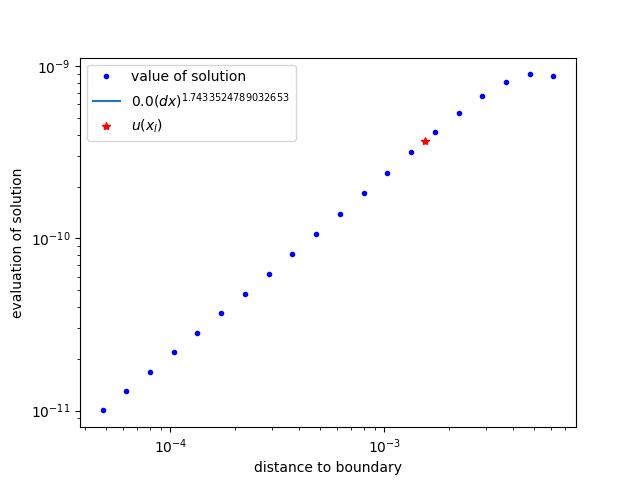 10⁻⁹
value of solution
0.0(dx)^1.7433524789032653
u(x_l)
evaluation of solution
10⁻¹⁰
10⁻¹¹
10⁻⁴
10⁻³
distance to boundary